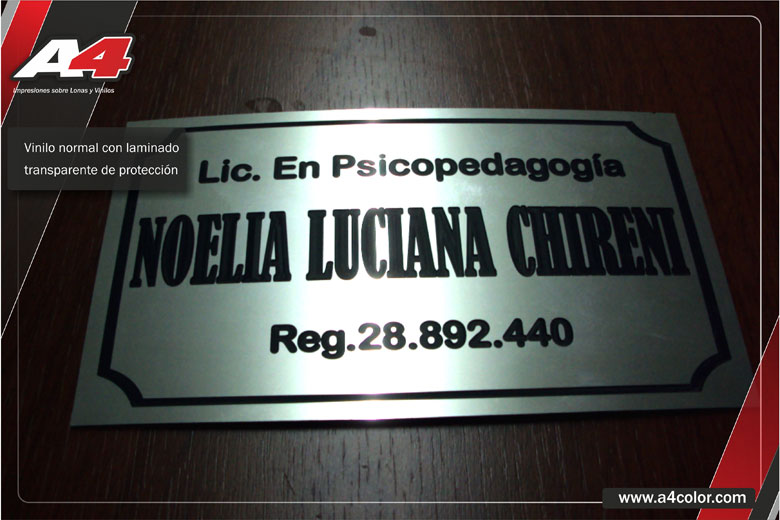 A4
Impresiones sobre Lonas y Vinilos
Vinilo normal con laminado
transparente de protección
Lic. En Psicopedagogía
NOELIA LUCIANA CHIRENI
Reg.28.892.440
www.a4color.com